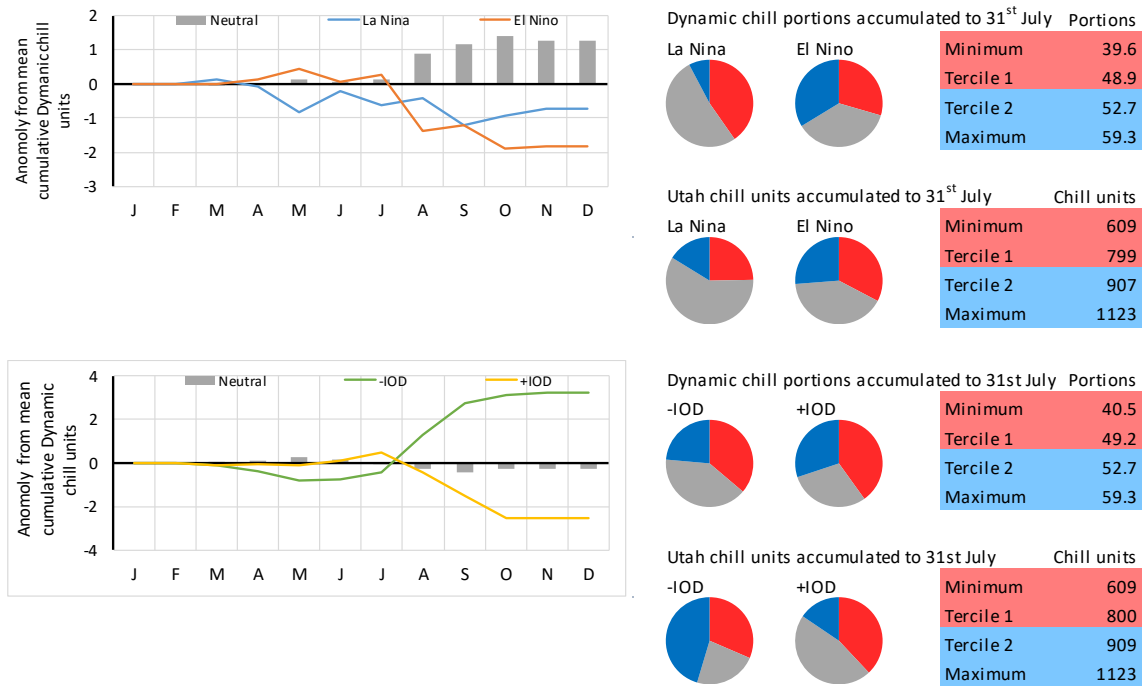 Neutral La Nina El Nino
Anomoly from mean
cumulative Dymanicchill
units
2
1
0
-1
-2
-3
J F M A M J J A S O N D
Dynamic chill portions accumulated to 31st July Portions
La Nina El Nino
Minimum 39.6
Tercile 1 48.9
Tercile 2 52.7
Maximum 59.3
Utah chill units accumulated to 31st July Chill units
La Nina El Nino
Minimum 609
Tercile 1 799
Tercile 2 907
Maximum 1123
Neutral -IOD +IOD
Anomoly from mean
cumulative Dynamic
chill units
4
2
0
-2
-4
J F M A M J J A S O N D
Dynamic chill portions accumulated to 31st July Portions
-IOD +IOD
Minimum 40.5
Tercile 1 49.2
Tercile 2 52.7
Maximum 59.3
Utah chill units accumulated to 31st July Chill units
-IOD +IOD
Minimum 609
Tercile 1 800
Tercile 2 909
Maximum 1123